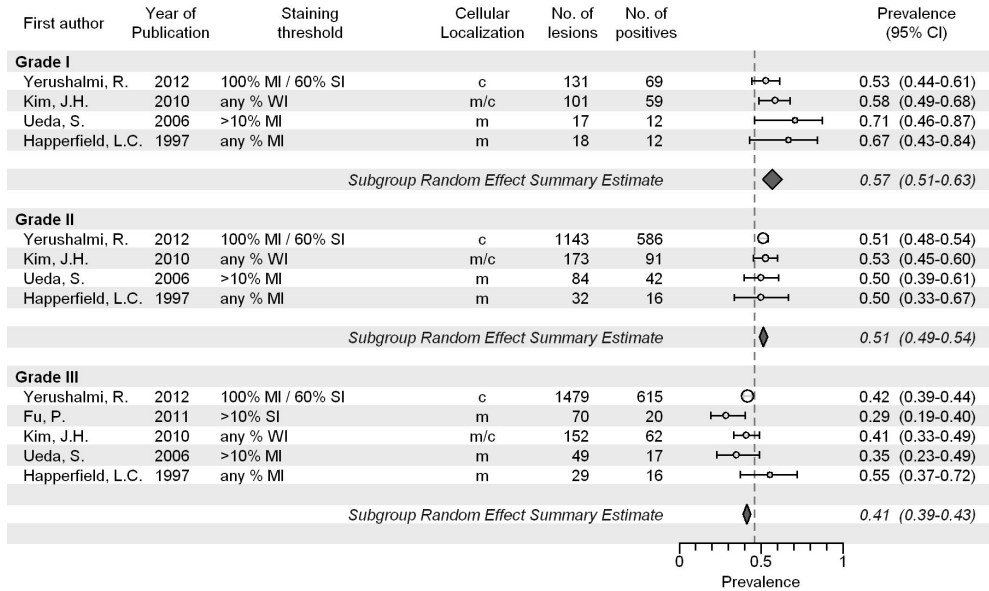 First author Year of Publication Staining threshold Cellular Localization No. of lesions No. of positives Prevalence (95% CI)
Grade I
Yerushalmi, R. 2012 100% MI / 60% SI c 131 69 0.53 (0.44-0.61)
Kim, J.H. 2010 any % WI m/c 101 59 0.58 (0.49-0.68)
Ueda, S. 2006 >10% MI m 17 12 0.71 (0.46-0.87)
Happerfield, L.C. 1997 any % MI m 18 12 0.67 (0.43-0.84)
Subgroup Random Effect Summary Estimate 0.57 (0.51-0.63)
Grade II
Yerushalmi, R. 2012 100% MI / 60% SI c 1143 586 0.51 (0.48-0.54)
Kim, J.H. 2010 any % WI m/c 173 91 0.53 (0.45-0.60)
Ueda, S. 2006 >10% MI m 84 42 0.50 (0.39-0.61)
Happerfield, L.C. 1997 any % MI m 32 16 0.50 (0.33-0.67)
Subgroup Random Effect Summary Estimate 0.51 (0.49-0.54)
Grade III
Yerushalmi, R. 2012 100% MI / 60% SI c 1479 615 0.42 (0.39-0.44)
Fu, P. 2011 >10% SI m 70 20 0.29 (0.19-0.40)
Kim, J.H. 2010 any % WI m/c 152 62 0.41 (0.33-0.49)
Ueda, S. 2006 >10% MI m 49 17 0.35 (0.23-0.49)
Happerfield, L.C. 1997 any % MI m 29 16 0.55 (0.37-0.72)
Subgroup Random Effect Summary Estimate 0.41 (0.39-0.43)
0 0.5 1
Prevalence